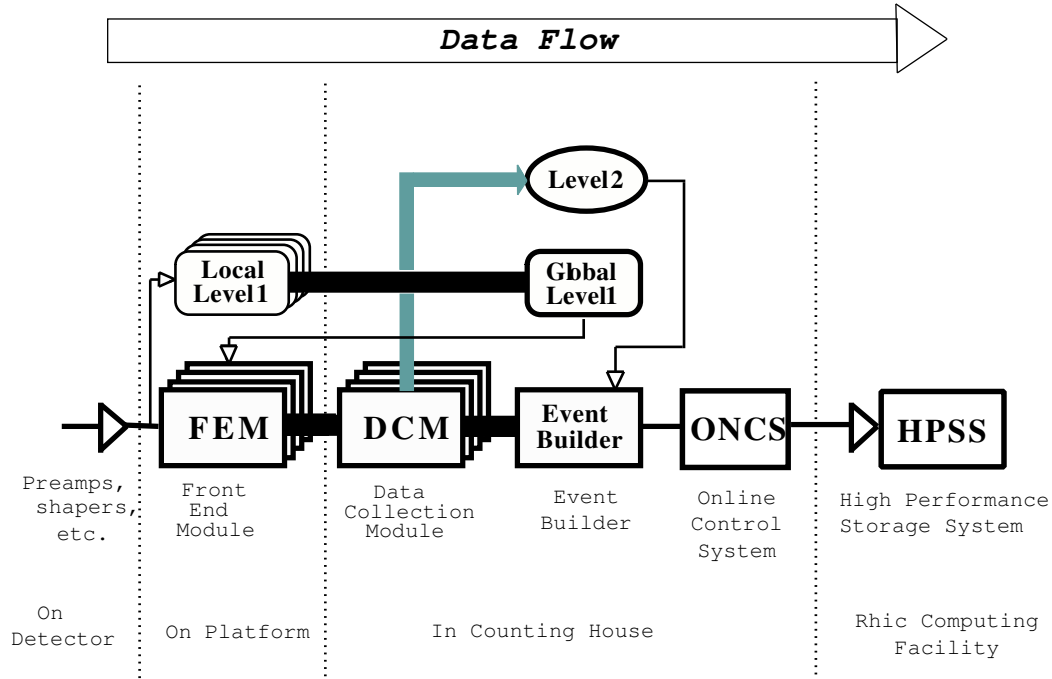 Data Flow
Level2
Local
Level1
Global
Level1
FEM
DCM
Event
Builder
ONCS
HPSS
Preamps,
shapers,
etc.
Front
End
Module
Data
Collection
Module
Event
Builder
Online
Control
System
High Performance
Storage System
On
Detector
On Platform
In Counting House
Rhic Computing
Facility